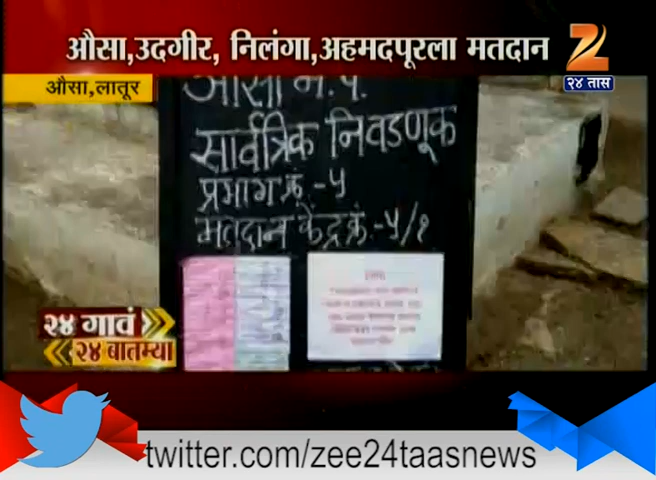 औसा,उदगीर, निलंगा,अहमदपूरला मतदान
२४ तास
औसा,लातूर
औसा न.प.
सार्वत्रिक निवडणूक
प्रभाग क्रं -५
मतदान केंद्र क्रं.-५/१
२४ गावं
२४ बातम्या
twitter.com/zee24taasnews